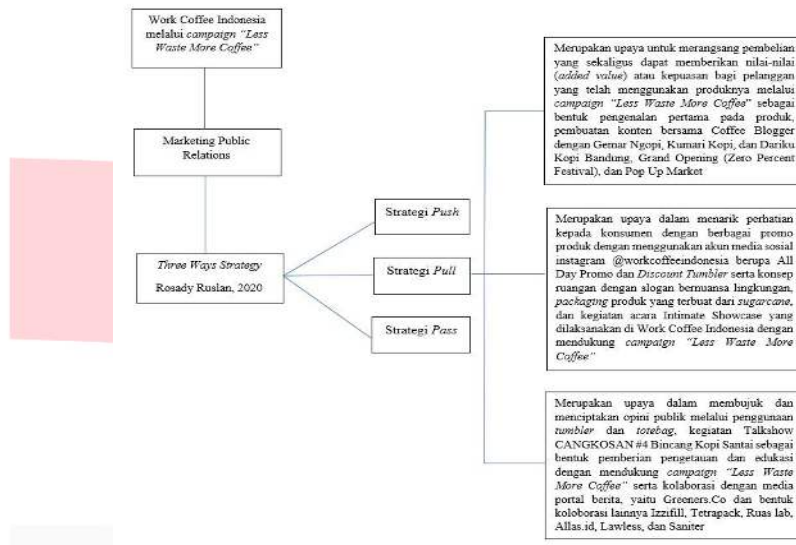 Work Coffee Indonesia
melalui campaign “Less
Waste More Coffee”
Marketing Public
Relations
Three Ways Strategy
Rosady Ruslan, 2020
Strategi Push
Strategi Pull
Strategi Pass
Merupakan upaya untuk merangsang pembelian
yang sekaligus dapat memberikan nilai-nilai
(added value) atau kepuasan bagi pelanggan
yang telah menggunakan produknya melalui
campaign “Less Waste More Coffee” sebagai
bentuk pengenalan pertama pada produk,
pembuatan konten bersama Coffee Blogger
dengan Gemar Ngopi, Kumari Kopi, dan Dariku
Kopi Bandung, Grand Opening (Zero Percent
Festival), dan Pop Up Market
Merupakan upaya dalam menarik perhatian
kepada konsumen dengan berbagai promo
produk dengan menggunakan akun media sosial
instagram @workcoffeeindonesia berupa All
Day Promo dan Discount Tumbler serta konsep
ruangan dengan slogan bernuansa lingkungan,
packaging produk yang terbuat dari sugarcane,
dan kegiatan acara Intimate Showcase yang
dilaksanakan di Work Coffee Indonesia dengan
mendukung campaign “Less Waste More
Coffee”
Merupakan upaya dalam membujuk dan
menciptakan opini publik melalui penggunaan
tumbler dan totebag, kegiatan Talkshow
CANGKOSAN #4 Bincang Kopi Santai sebagai
bentuk pemberian pengetauan dan edukasi
dengan mendukung campaign “Less Waste
More Coffee” serta kolaborasi dengan media
portal berita, yaitu Greeners.Co dan bentuk
koloborasi lainnya Izzifill, Tetrapack, Ruas lab,
Allas.id, Lawless, dan Saniter